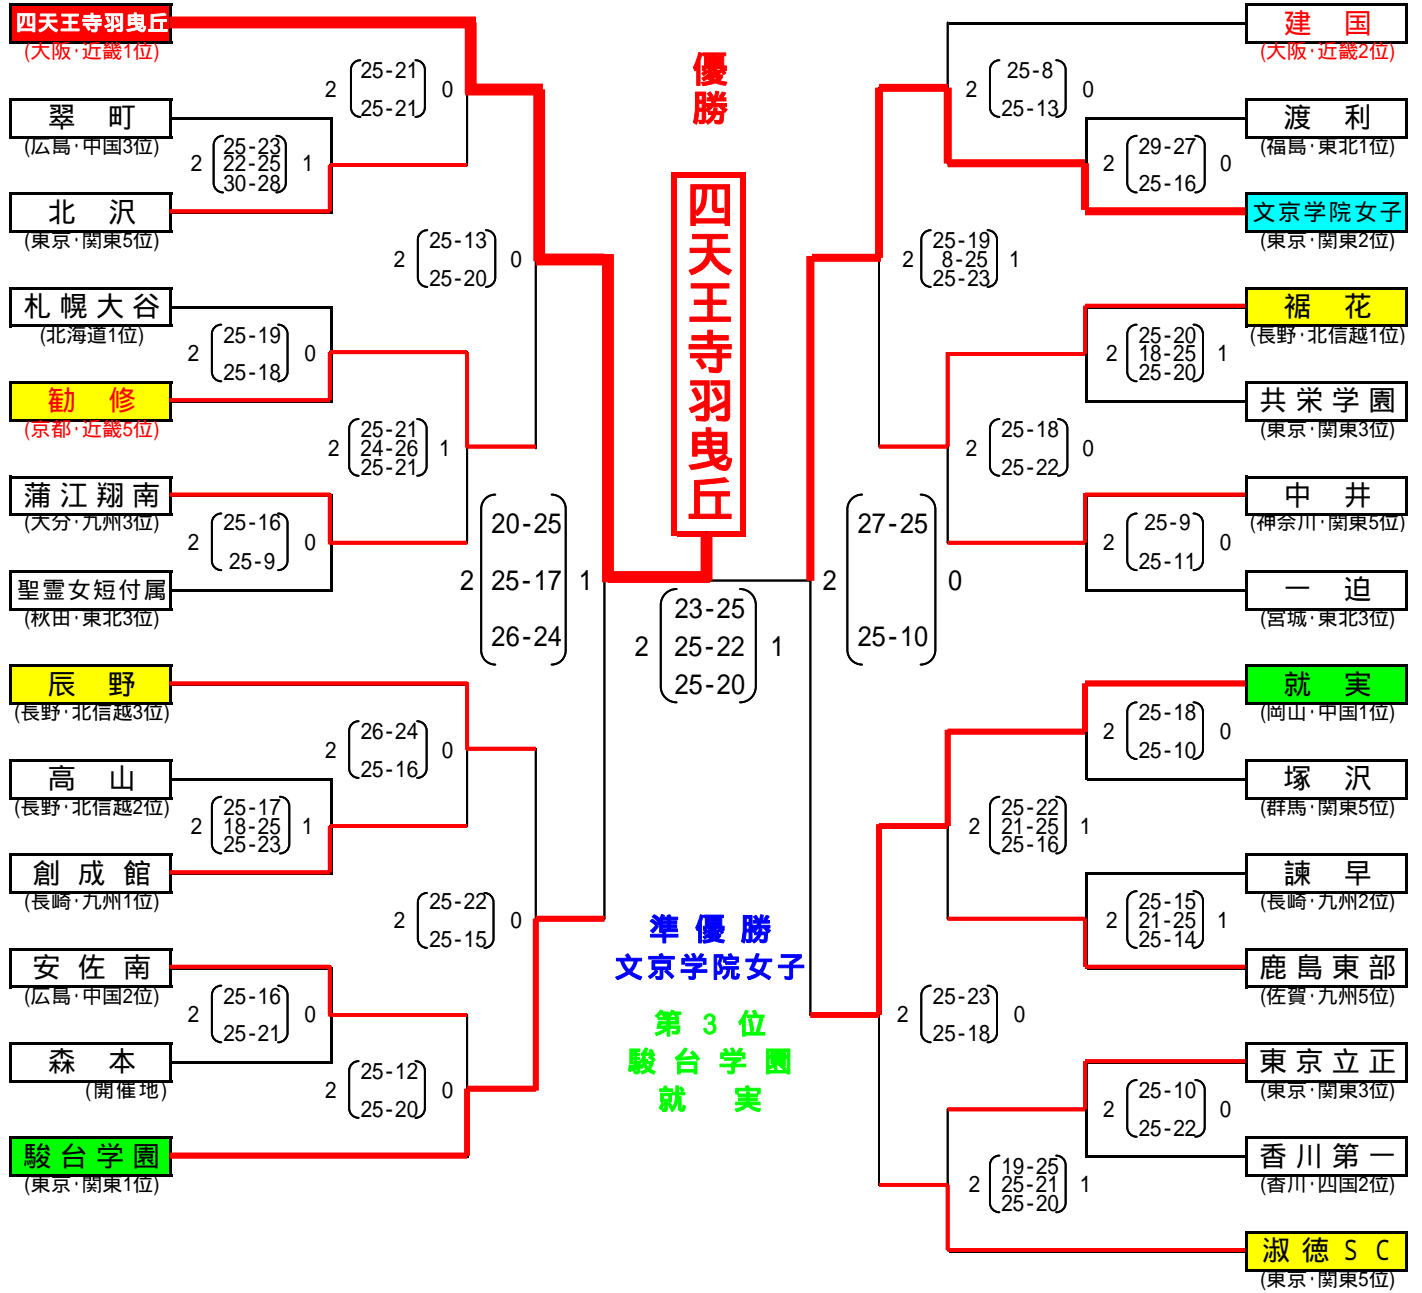 四天王寺羽曳丘
(大阪・近畿1位)
2 25-21 0
25-21
翠町
(広島・中国3位)
2 25-23 1
22-25
30-28
北沢
(東京・関東5位)
2 25-13 0
25-20
札幌大谷
(北海道1位)
2 25-19 0
25-18
勧修
(京都・近畿5位)
2 25-21 1
24-26
25-21
蒲江翔南
(大分・九州3位)
2 25-16 0
25-9
聖霊女短付属
(秋田・東北3位)
20-25
2 25-17 1
26-24
辰野
(長野・北信越3位)
2 26-24 0
25-16
高山
(長野・北信越2位)
2 25-17 1
18-25
25-23
創成館
(長崎・九州1位)
2 25-22 0
25-15
安佐南
(広島・中国2位)
2 25-16 0
25-21
森本
(開催地)
2 25-12 0
25-20
駿台学園
(東京・関東1位)
優勝
四天王寺羽曳丘
23-25
2 25-22 1
25-20
準優勝
文京学院女子
第3位
駿台学園
就実
建国
(大阪・近畿2位)
2 25-8 0
25-13
渡利
(福島・東北1位)
2 29-27 0
25-16
文京学院女子
(東京・関東2位)
2 25-19 1
8-25
25-23
裾花
(長野・北信越1位)
2 25-20 1
18-25
25-20
共栄学園
(東京・関東3位)
2 25-18 0
25-22
中井
(神奈川・関東5位)
2 25-9 0
25-11
一迫
(宮城・東北3位)
27-25
2 0
25-10
就実
(岡山・中国1位)
2 25-18 0
25-10
塚沢
(群馬・関東5位)
2 25-22 1
21-25
25-16
諫早
(長崎・九州2位)
2 25-15 1
21-25
25-14
鹿島東部
(佐賀・九州5位)
2 25-23 0
25-18
東京立正
(東京・関東3位)
2 25-10 0
25-22
香川第一
(香川・四国2位)
2 19-25 1
25-21
25-20
淑徳SC
(東京・関東5位)